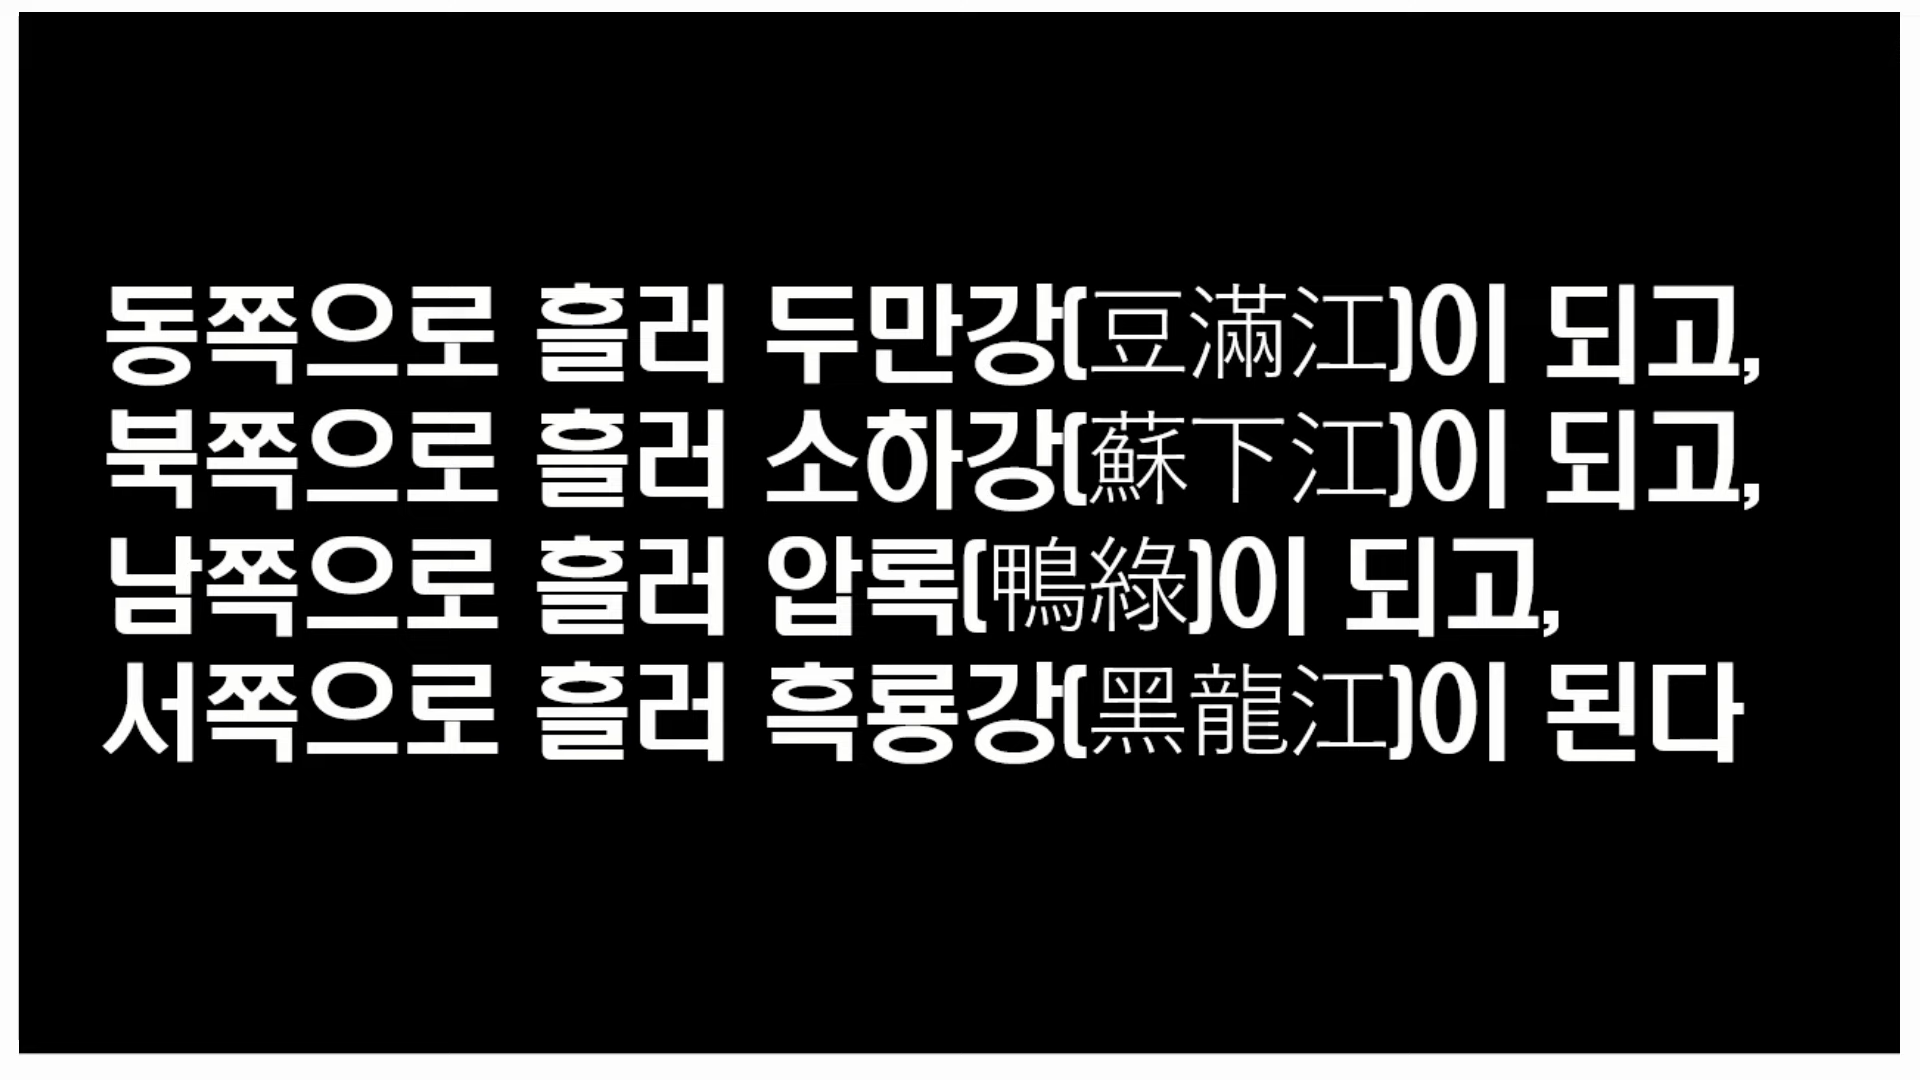 동쪽으로 흘러 두만강(豆滿江)이 되고,
북쪽으로 흘러 소하강(蘇下江)이 되고,
남쪽으로 흘러 압록(鴨綠)이 되고,
서쪽으로 흘러 흑룡강(黑龍江)이 된다